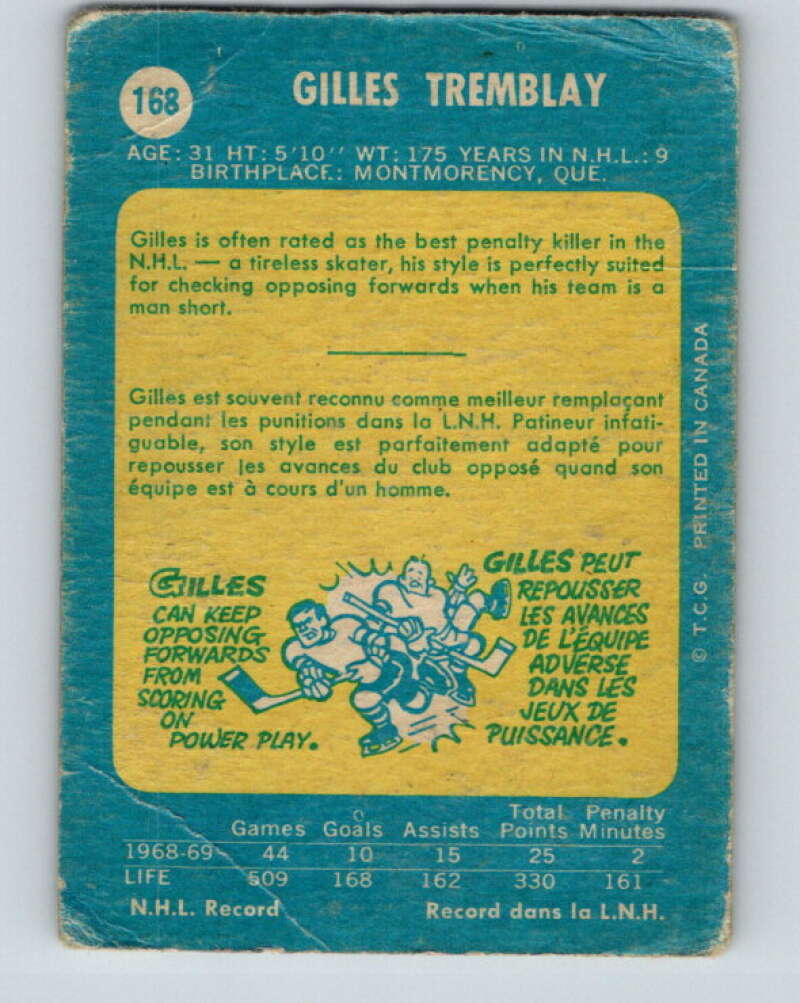 168
GILLES TREMBLAY
AGE: 31 HT: 5'10'' WT: 175 YEARS IN N.H.L.: 9
BIRTHPLACE: MONTMORENCY, QUE.
Gilles is often rated as the best penalty killer in the
N.H.L. — a tireless skater, his style is perfectly suited
for checking opposing forwards when his team is a
man short.
Gilles est souvent reconnu comme meilleur remplaçant
pendant les punitions dans la L.N.H. Patineur infati-
guable, son style est parfaitement adapté pour
repousser les avances du club opposé quand son
équipe est à cours d'un homme.
GILLES
CAN KEEP
OPPOSING
FORWARDS
FROM
SCORING
ON
POWER PLAY.
GILLES PEUT
REPOUSSER
LES AVANCES
DE L'ÉQUIPE
ADVERSE
DANS LES
JEUX DE
PUISSANCE.
© T.C.G. PRINTED IN CANADA
Total Penalty
Games Goals Assists Points Minutes
1968-69 44 10 15 25 2
LIFE 509 168 162 330 161
N.H.L. Record Record dans la L.N.H.